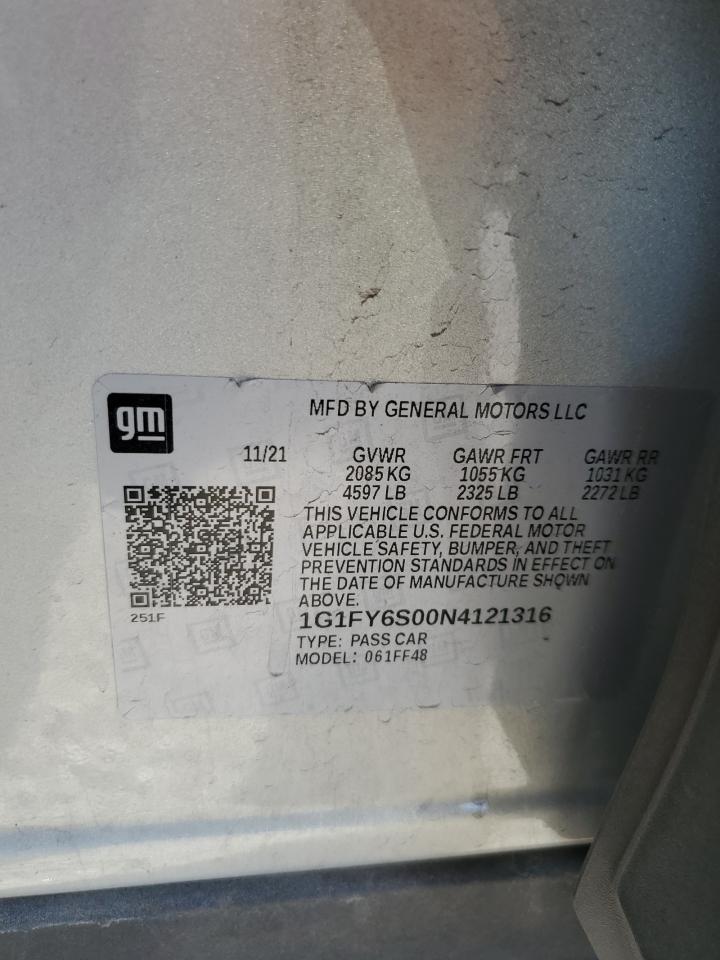 gm
MFD BY GENERAL MOTORS LLC
11/21 GVWR GAWR FRT GAWR RR
2085 KG 1055 KG 1031 KG
4597 LB 2325 LB 2272 LB
THIS VEHICLE CONFORMS TO ALL
APPLICABLE U.S. FEDERAL MOTOR
VEHICLE SAFETY, BUMPER, AND THEFT
PREVENTION STANDARDS IN EFFECT ON
THE DATE OF MANUFACTURE SHOWN
ABOVE.
251F
1G1FY6S00N4121316
TYPE: PASS CAR
MODEL: 061FF48